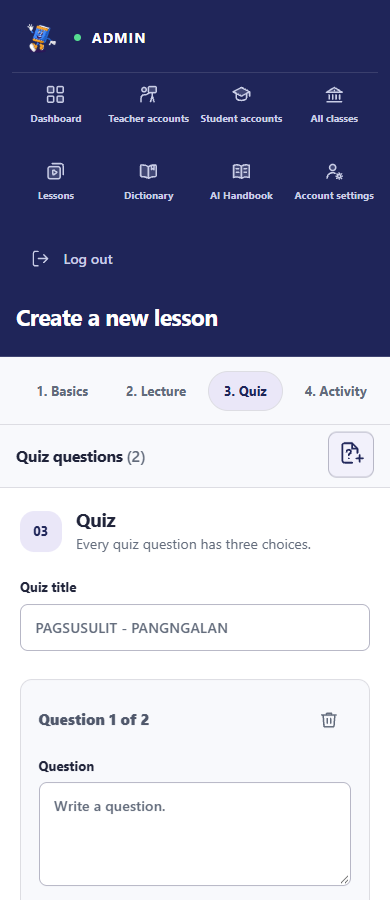 ADMIN
Dashboard
Teacher accounts
Student accounts
All classes
Lessons
Dictionary
AI Handbook
Account settings
Log out
Create a new lesson
1. Basics
2. Lecture
3. Quiz
4. Activity
Quiz questions (2)
03
Quiz
Every quiz question has three choices.
Quiz title
PAGSUSULIT - PANGNGALAN
Question 1 of 2
Question
Write a question.